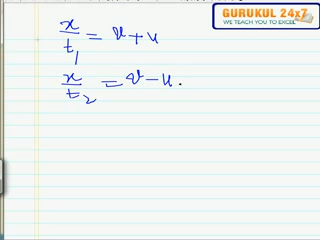 GURUKUL 24x7
WE TEACH YOU TO EXCEL
x/t₁ = v + u
x/t₂ = v - u.